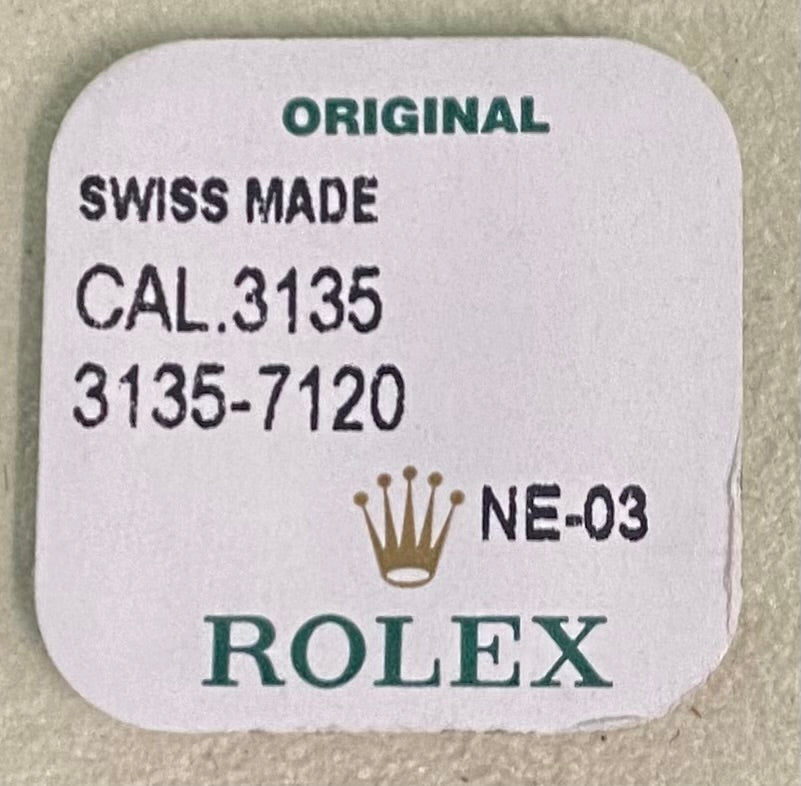 ORIGINAL
SWISS MADE
CAL.3135
3135-7120
NE-03
ROLEX